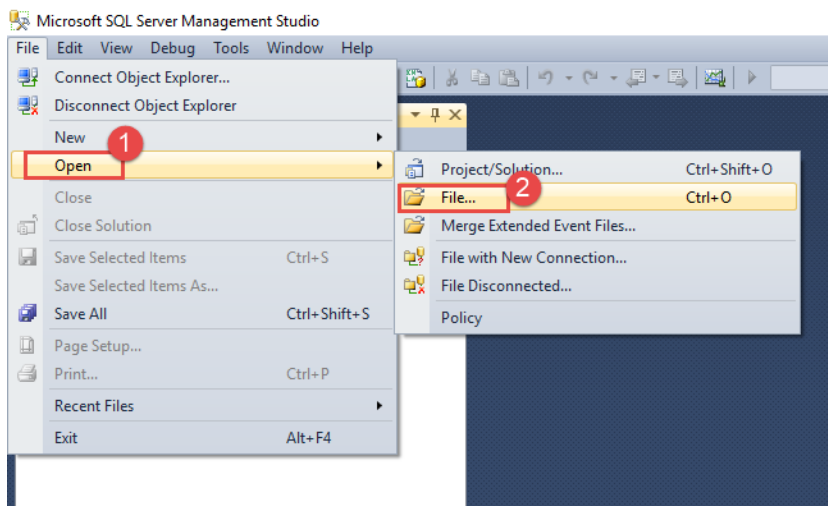 Microsoft SQL Server Management Studio
File Edit View Debug Tools Window Help
Connect Object Explorer...
Disconnect Object Explorer
New
1
Open
Close
Close Solution
Save Selected Items Ctrl+S
Save Selected Items As...
Save All Ctrl+Shift+S
Page Setup...
Print... Ctrl+P
Recent Files
Exit Alt+F4
Project/Solution... Ctrl+Shift+O
2
File... Ctrl+O
Merge Extended Event Files...
File with New Connection...
File Disconnected...
Policy